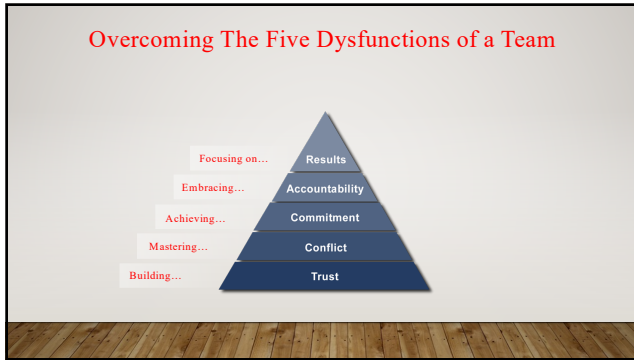 Overcoming The Five Dysfunctions of a Team
Focusing on… Results
Embracing… Accountability
Achieving… Commitment
Mastering… Conflict
Building… Trust